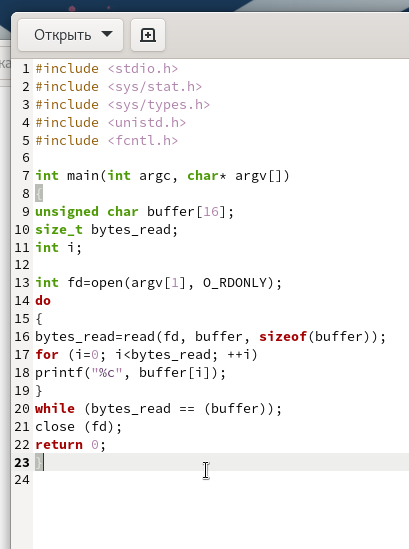 Открыть
1 #include <stdio.h>
2 #include <sys/stat.h>
3 #include <sys/types.h>
4 #include <unistd.h>
5 #include <fcntl.h>
6
7 int main(int argc, char* argv[])
8 {
9 unsigned char buffer[16];
10 size_t bytes_read;
11 int i;
12
13 int fd=open(argv[1], O_RDONLY);
14 do
15 {
16 bytes_read=read(fd, buffer, sizeof(buffer));
17 for (i=0; i<bytes_read; ++i)
18 printf("%c", buffer[i]);
19 }
20 while (bytes_read == (buffer));
21 close (fd);
22 return 0;
23 }
24